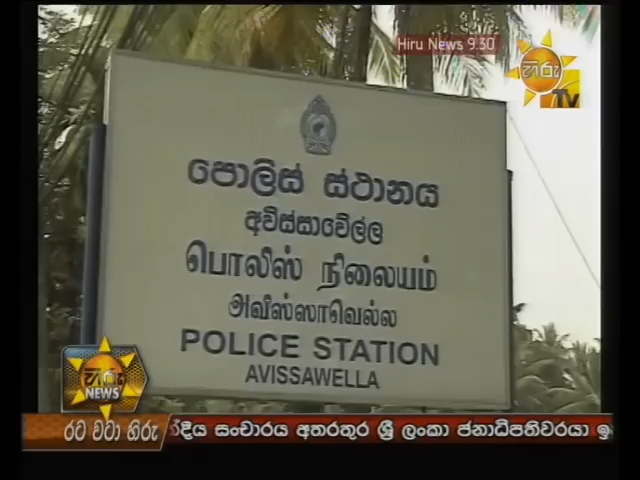 Hiru News 9.30
හිරු
TV
පොලිස් ස්ථානය
අවිස්සාවේල්ල
பொலிஸ் நிலையம்
அவிஸ்ஸாவெல்ல
POLICE STATION
AVISSAWELLA
හිරු
NEWS
රට වටා හිරු
සංචාරය අතරතුර ශ්‍රී ලංකා ජනාධිපතිවරයා